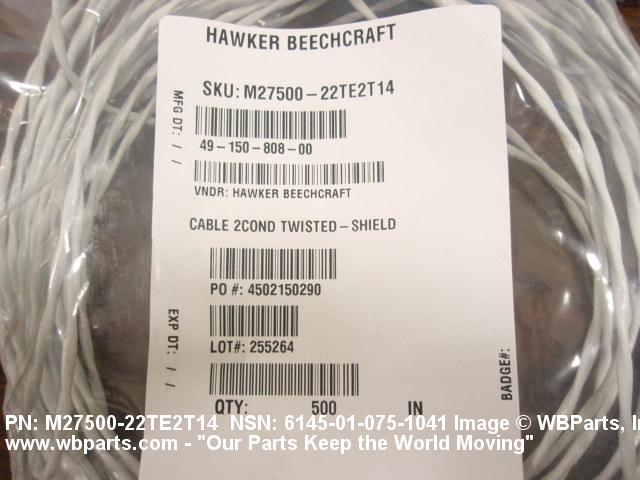 HAWKER BEECHCRAFT
SKU: M27500-22TE2T14
MFG DT: / /
49-150-808-00
VNDR: HAWKER BEECHCRAFT
CABLE 2COND TWISTED-SHIELD
PO #: 4502150290
EXP DT: / /
LOT#: 255264
BADGE#:
QTY: 500 IN
PN: M27500-22TE2T14 NSN: 6145-01-075-1041 Image © WBParts, In
www.wbparts.com - "Our Parts Keep the World Moving"